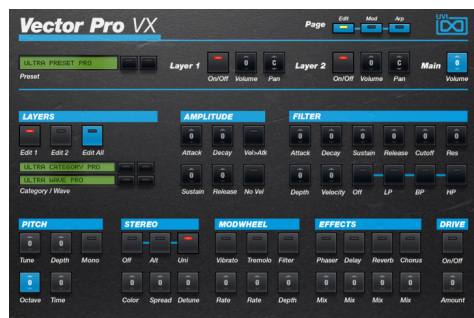 Vector Pro VX
Page Edit Mod Arp
UVI
ULTRA PRESET PRO
Preset
Layer 1 0 C
On/Off Volume Pan
Layer 2 0 C
On/Off Volume Pan
Main 0
Volume
LAYERS
Edit 1 Edit 2 Edit All
ULTRA CATEGORY PRO
ULTRA WAVE PRO
Category / Wave
AMPLITUDE
0 0
Attack Decay Vel>Atk
0 0
Sustain Release No Vel
FILTER
0 0 0 0 0 0
Attack Decay Sustain Release Cutoff Res
0 0
Depth Velocity Off LP BP HP
PITCH
0 0
Tune Depth Mono
0 0
Octave Time
STEREO
Off Alt Uni
0 0 0
Color Spread Detune
MODWHEEL
Vibrato Tremolo Filter
0 0 0
Rate Rate Depth
EFFECTS
Phaser Delay Reverb Chorus
0 0 0 0
Mix Mix Mix Mix
DRIVE
On/Off
0
Amount